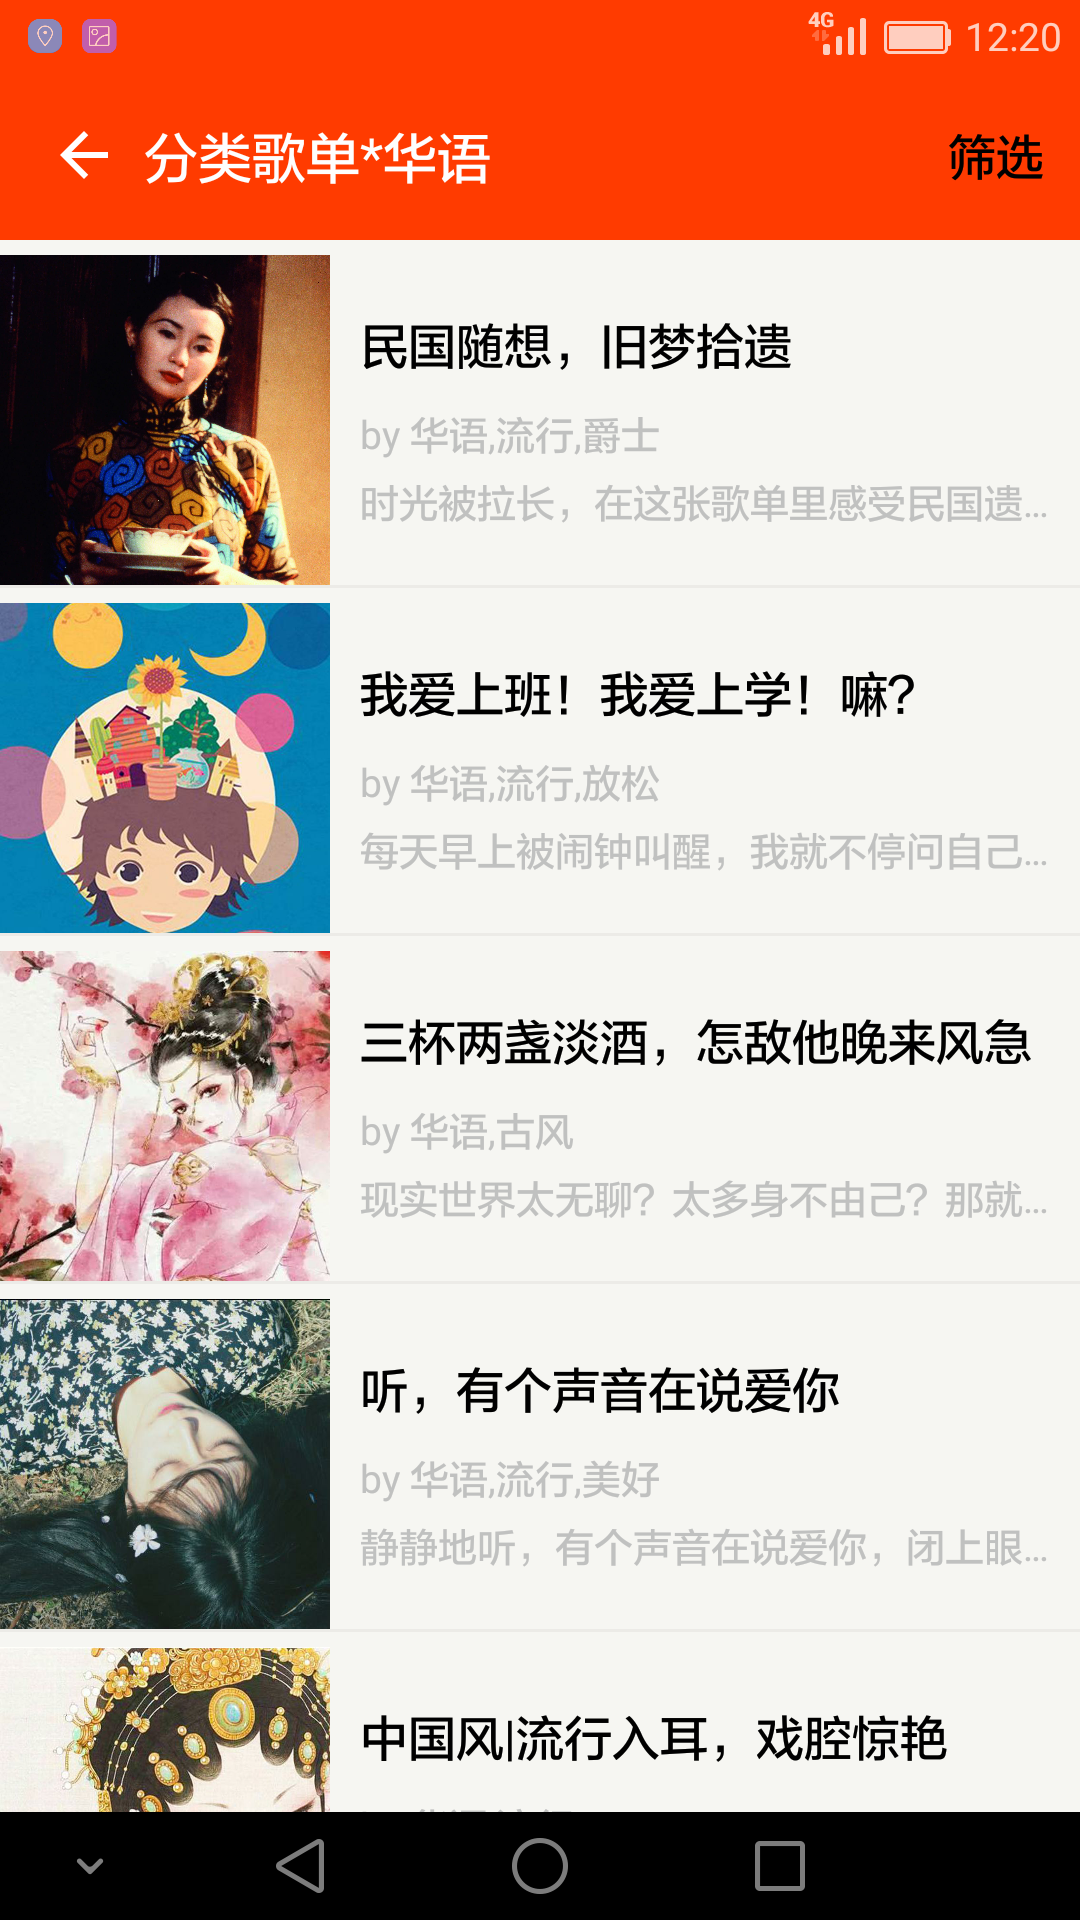 4G 12:20
分类歌单*华语 筛选
民国随想，旧梦拾遗
by 华语,流行,爵士
时光被拉长，在这张歌单里感受民国遗...
我爱上班！我爱上学！嘛？
by 华语,流行,放松
每天早上被闹钟叫醒，我就不停问自己...
三杯两盏淡酒，怎敌他晚来风急
by 华语,古风
现实世界太无聊？太多身不由己？那就...
听，有个声音在说爱你
by 华语,流行,美好
静静地听，有个声音在说爱你，闭上眼...
中国风|流行入耳，戏腔惊艳